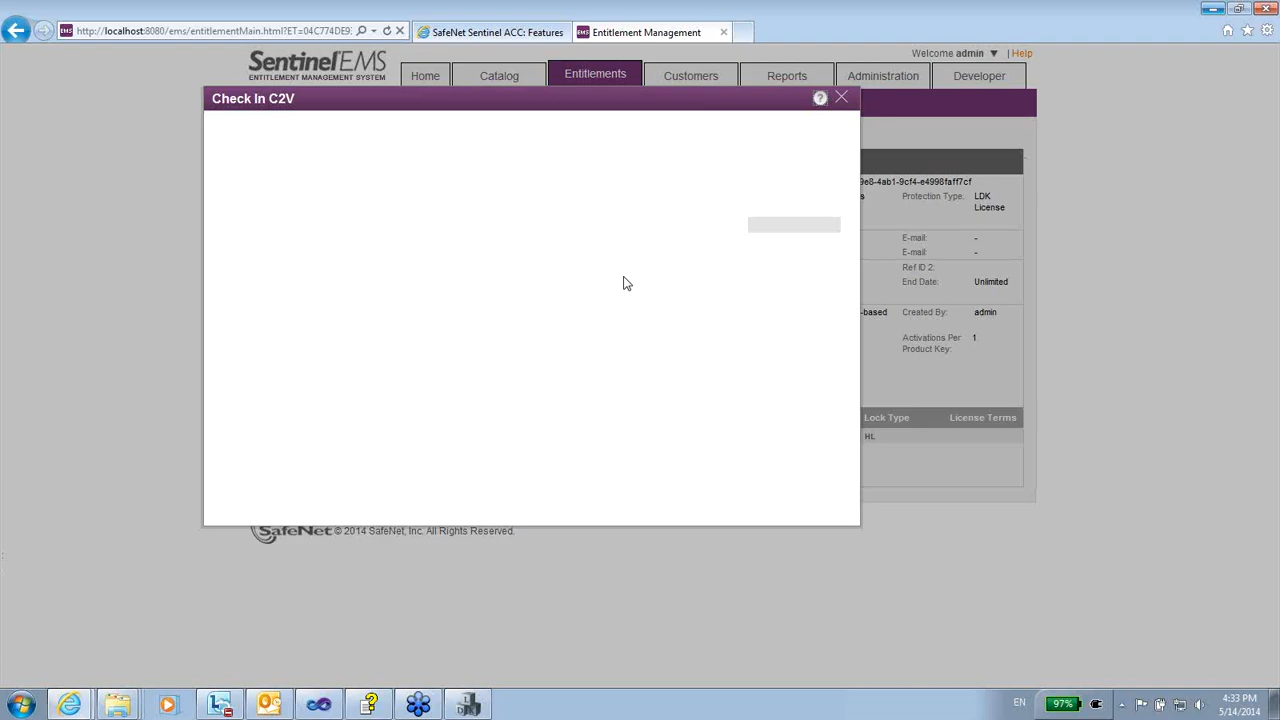 http://localhost:8080/ems/entitlementMain.html?ET=04C774DE9
SafeNet Sentinel ACC: Features
EMS Entitlement Management
Welcome admin | Help
Sentinel EMS
ENTITLEMENT MANAGEMENT SYSTEM
Home
Catalog
Entitlements
Customers
Reports
Administration
Developer
Check In C2V
?
9e8-4ab1-9cf4-e4998faff7cf
s Protection Type: LDK
License
E-mail: -
E-mail: -
Ref ID 2:
End Date: Unlimited
-based Created By: admin
Activations Per 1
Product Key:
Lock Type License Terms
HL
SafeNet © 2014 SafeNet, Inc. All Rights Reserved.
EN
97%
4:33 PM
5/14/2014